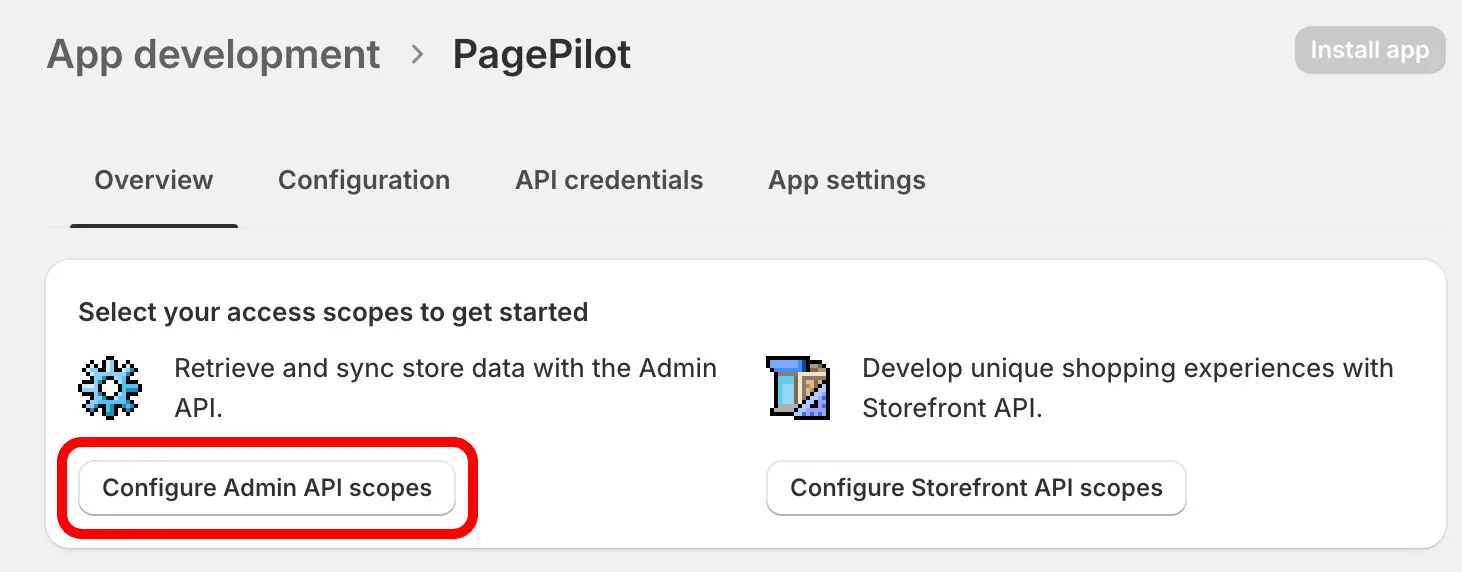 App development > PagePilot
Install app
Overview Configuration API credentials App settings
Select your access scopes to get started
Retrieve and sync store data with the Admin
API.
Configure Admin API scopes
Develop unique shopping experiences with
Storefront API.
Configure Storefront API scopes